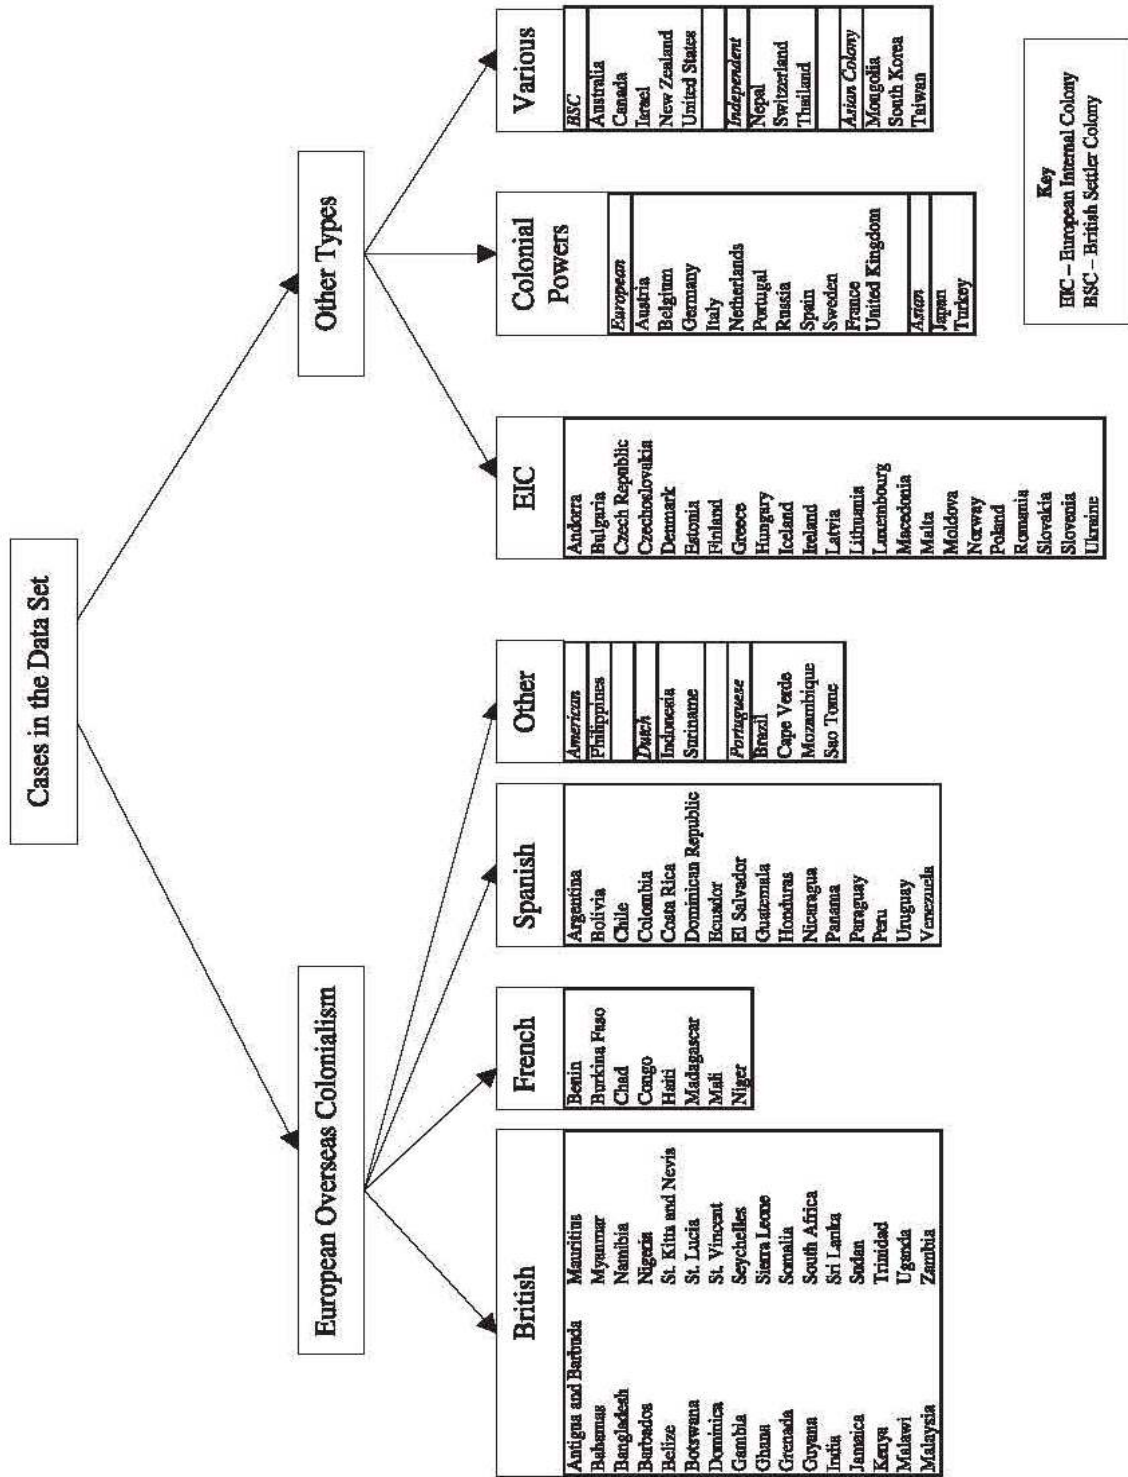 Cases in the Data Set
European Overseas Colonialism
Other Types
British
Antigua and Barbuda
Bahamas
Bangladesh
Barbados
Belize
Botswana
Dominica
Gambia
Ghana
Grenada
Guyana
India
Jamaica
Kenya
Malawi
Malaysia
Mauritius
Myanmar
Namibia
Nigeria
St. Kitts and Nevis
St. Lucia
St. Vincent
Seychelles
Sierra Leone
Somalia
South Africa
Sri Lanka
Sudan
Trinidad
Uganda
Zambia
French
Benin
Burkina Faso
Chad
Congo
Haiti
Madagascar
Mali
Niger
Spanish
Argentina
Bolivia
Chile
Colombia
Costa Rica
Dominican Republic
Ecuador
El Salvador
Guatemala
Honduras
Nicaragua
Panama
Paraguay
Peru
Uruguay
Venezuela
Other
American
Philippines
Dutch
Indonesia
Suriname
Portuguese
Brazil
Cape Verde
Mozambique
Sao Tome
EIC
Andorra
Bulgaria
Czech Republic
Czechoslovakia
Denmark
Estonia
Finland
Greece
Hungary
Iceland
Ireland
Latvia
Lithuania
Luxembourg
Macedonia
Malta
Moldova
Norway
Poland
Romania
Slovakia
Slovenia
Ukraine
Colonial
Powers
European
Austria
Belgium
Germany
Italy
Netherlands
Portugal
Russia
Spain
Sweden
France
United Kingdom
Asian
Japan
Turkey
Various
BSC
Australia
Canada
Israel
New Zealand
United States
Independent
Nepal
Switzerland
Thailand
Asian Colony
Mongolia
South Korea
Taiwan
Key
EIC – European Internal Colony
BSC – British Settler Colony